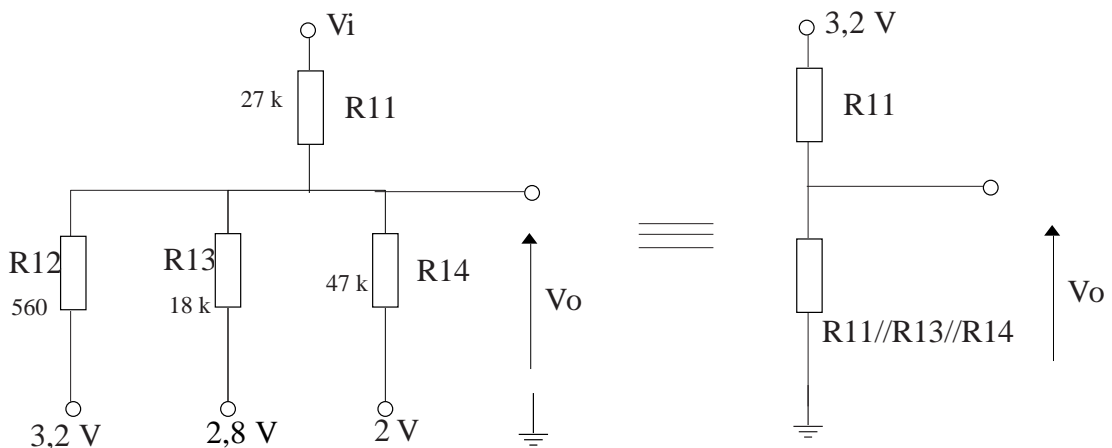 Vi
27 k
R11
R12
560
R13
18 k
47 k
R14
Vo
3,2 V
2,8 V
2 V
3,2 V
R11
Vo
R11//R13//R14